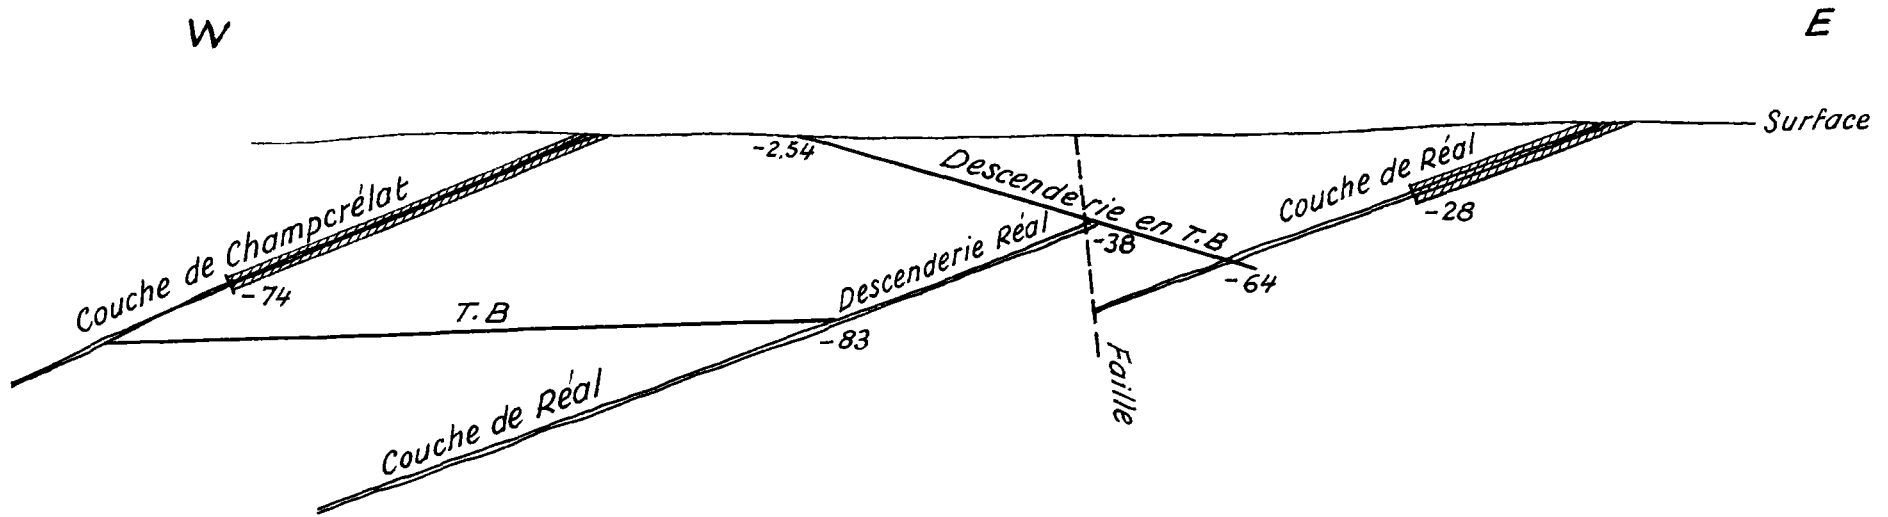 W
E
Surface
-2,54
Descenderie en T.B
Couche de Réal
-28
Couche de Champcrélat
-74
Descenderie Réal
-38
-64
T.B
-83
Faille
Couche de Réal